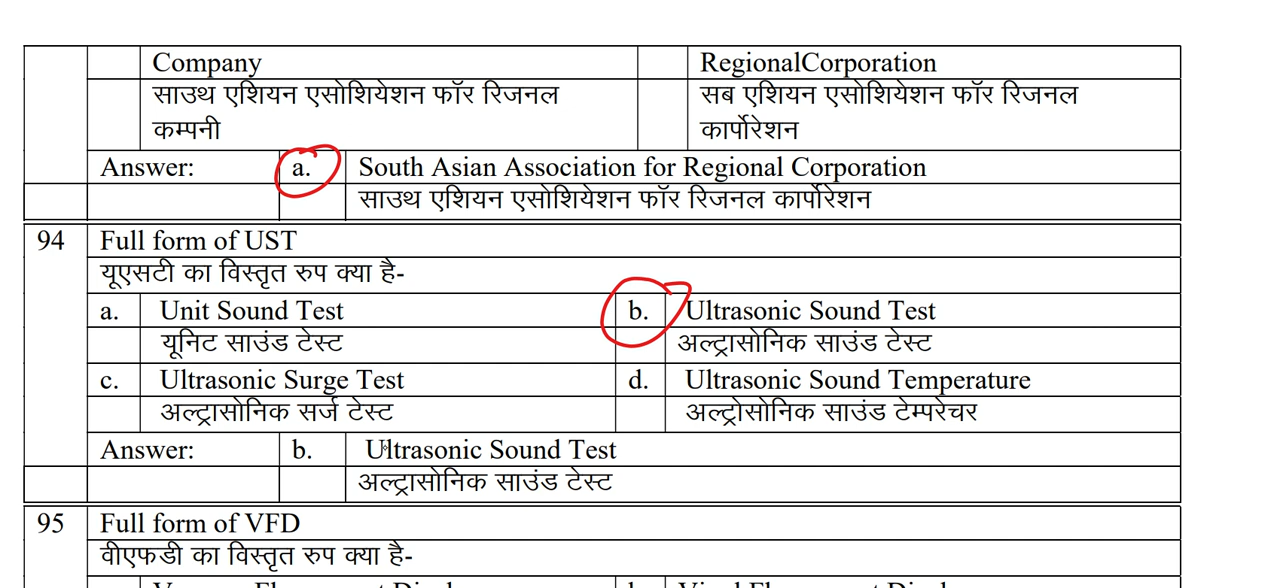 Company RegionalCorporation
साउथ एशियन एसोशियेशन फॉर रिजनल सब एशियन एसोशियेशन फॉर रिजनल
कम्पनी कार्पोरेशन
Answer: a. South Asian Association for Regional Corporation
साउथ एशियन एसोशियेशन फॉर रिजनल कार्पोरेशन
94 Full form of UST
यूएसटी का विस्तृत रुप क्या है-
a. Unit Sound Test b. Ultrasonic Sound Test
यूनिट साउंड टेस्ट अल्ट्रासोनिक साउंड टेस्ट
c. Ultrasonic Surge Test d. Ultrasonic Sound Temperature
अल्ट्रासोनिक सर्ज टेस्ट अल्ट्रोसोनिक साउंड टेम्परेचर
Answer: b. Ultrasonic Sound Test
अल्ट्रासोनिक साउंड टेस्ट
95 Full form of VFD
वीएफडी का विस्तृत रुप क्या है-